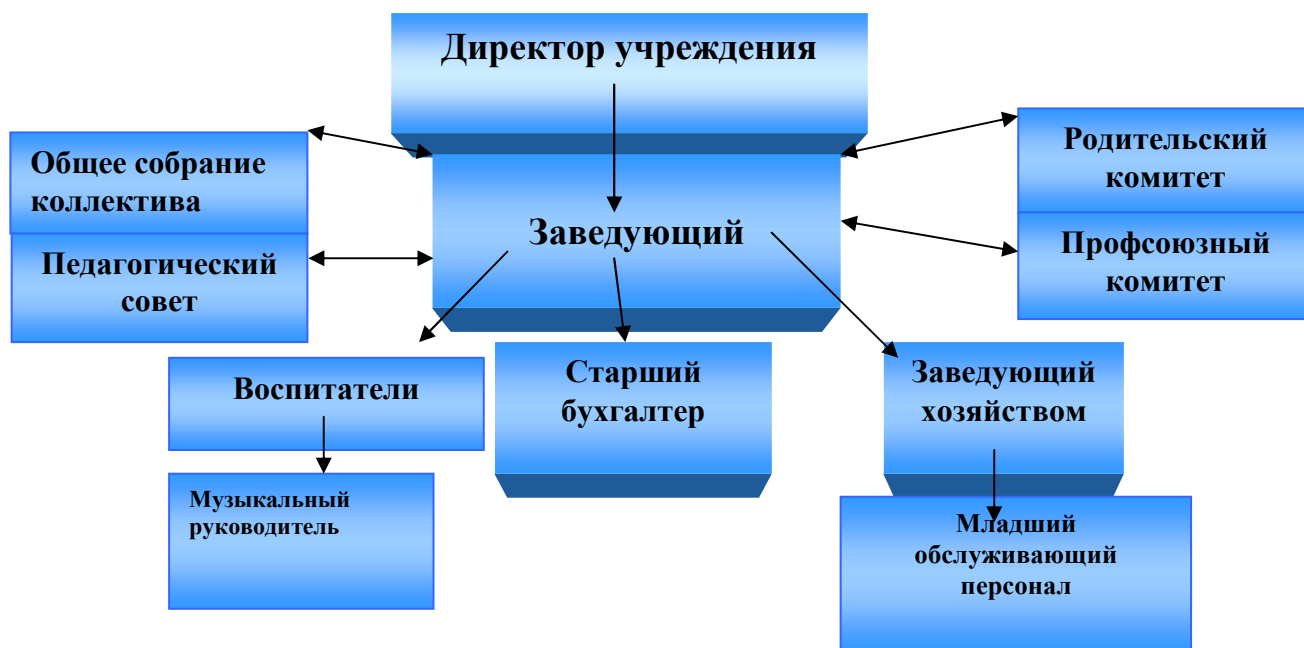 Директор учреждения
Общее собрание
коллектива
Родительский
комитет
Заведующий
Педагогический
совет
Профсоюзный
комитет
Воспитатели
Старший
бухгалтер
Заведующий
хозяйством
Музыкальный
руководитель
Младший
обслуживающий
персонал